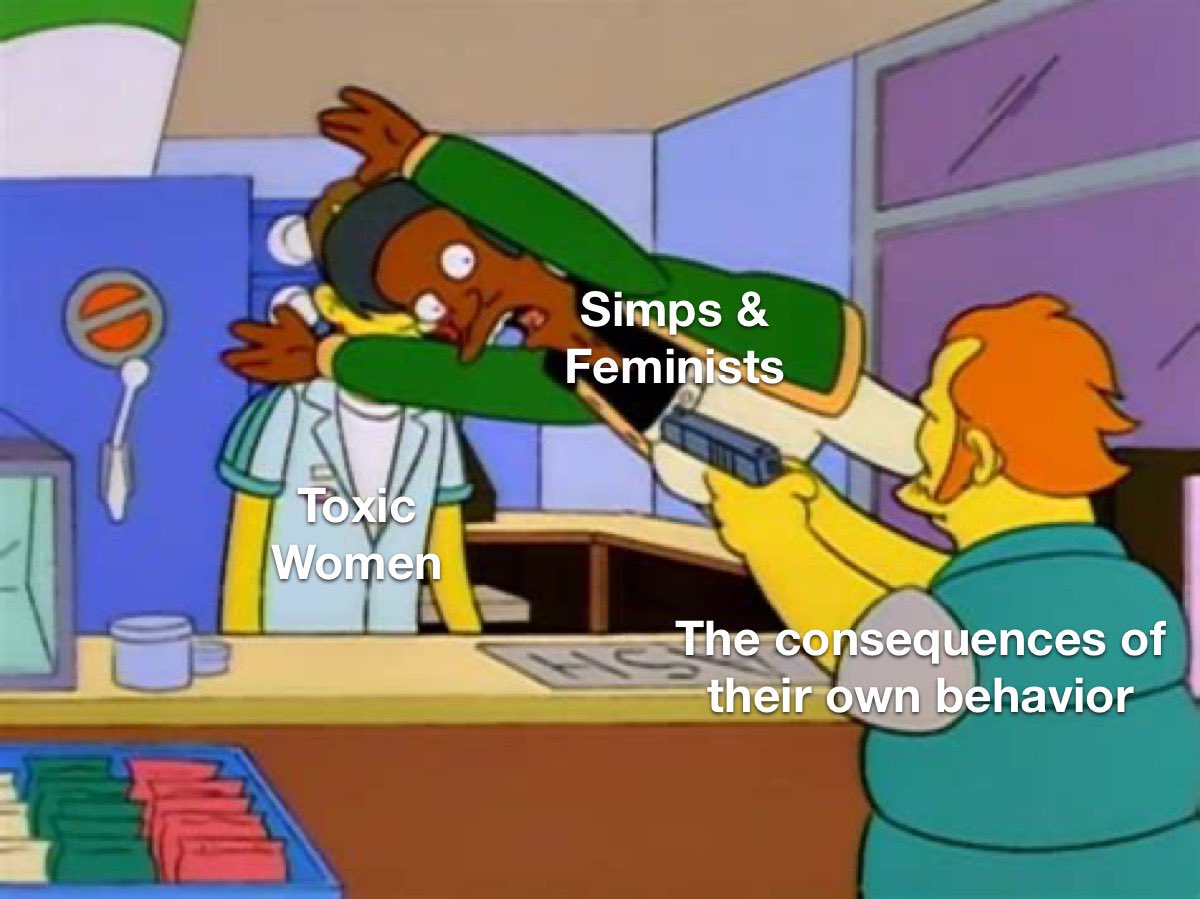 Simps &
Feminists
Toxic
Women
The consequences of
their own behavior